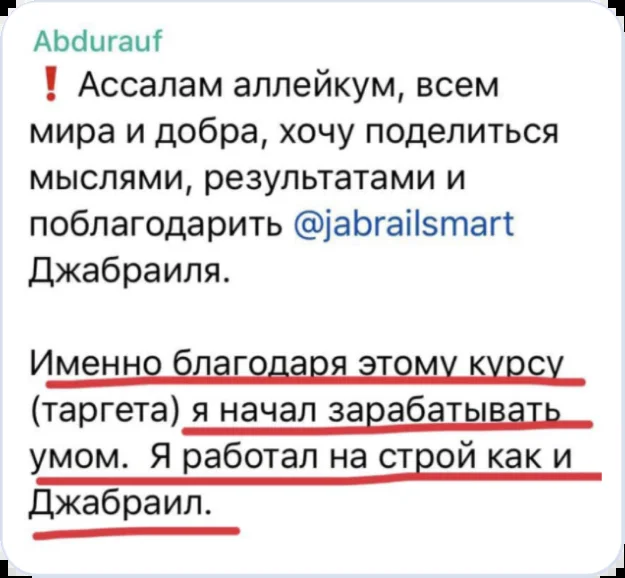 Abdurauf
❗ Ассалам аллейкум, всем
мира и добра, хочу поделиться
мыслями, результатами и
поблагодарить @jabrailsmart
Джабраиля.
Именно благодаря этому курсу
(таргета) я начал зарабатывать
умом. Я работал на строй как и
Джабраил.